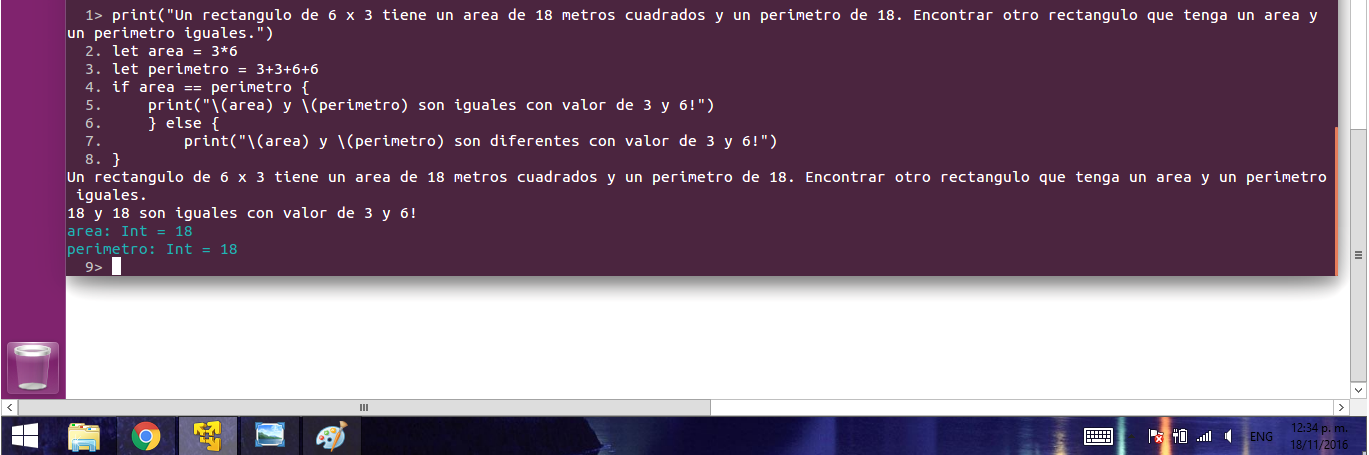 1> print("Un rectangulo de 6 x 3 tiene un area de 18 metros cuadrados y un perimetro de 18. Encontrar otro rectangulo que tenga un area y
un perimetro iguales.")
2. let area = 3*6
3. let perimetro = 3+3+6+6
4. if area == perimetro {
5.     print("\(area) y \(perimetro) son iguales con valor de 3 y 6!")
6.     } else {
7.         print("\(area) y \(perimetro) son diferentes con valor de 3 y 6!")
8. }
Un rectangulo de 6 x 3 tiene un area de 18 metros cuadrados y un perimetro de 18. Encontrar otro rectangulo que tenga un area y un perimetro
 iguales.
18 y 18 son iguales con valor de 3 y 6!
area: Int = 18
perimetro: Int = 18
9>
ENG
12:34 p. m.
18/11/2016